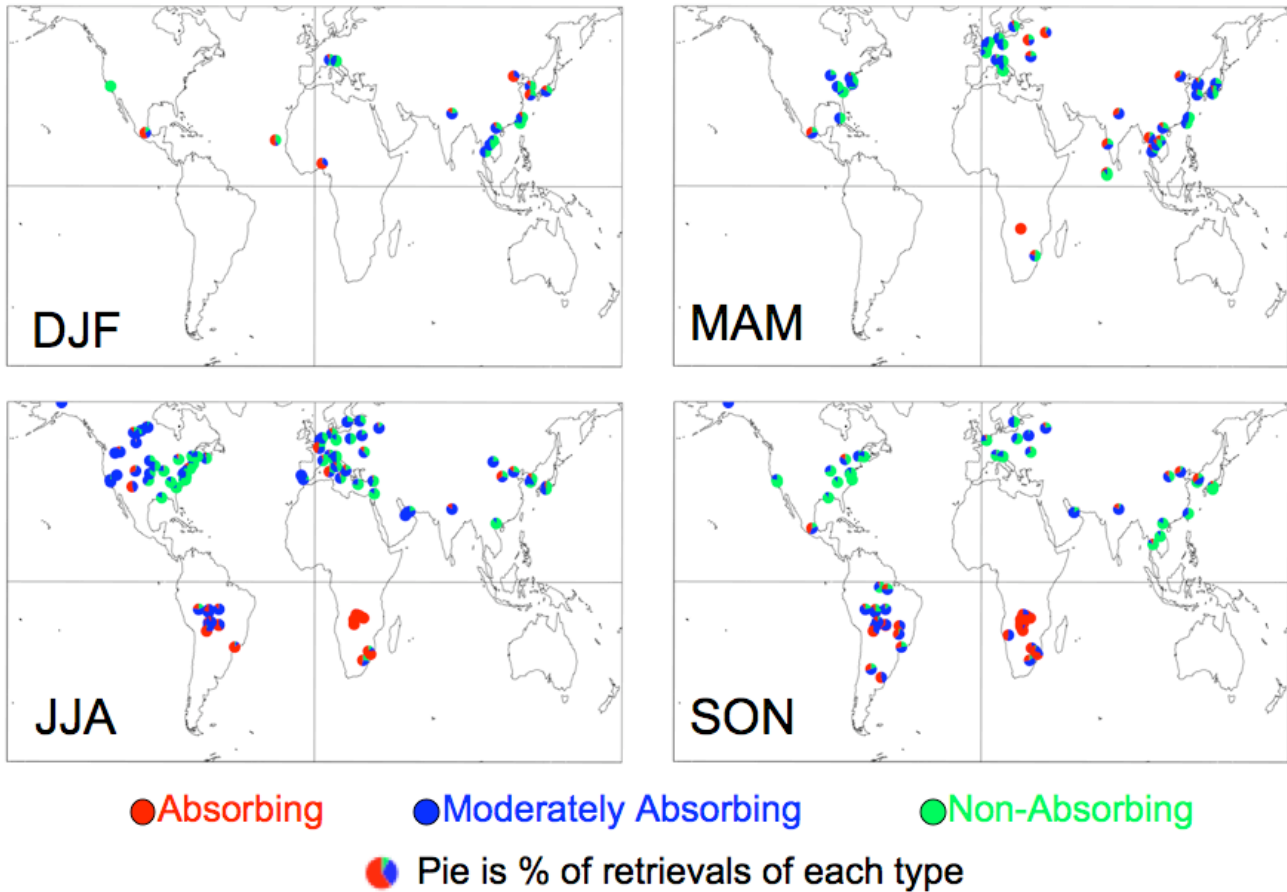 DJF
MAM
JJA
SON
Absorbing
Moderately Absorbing
Non-Absorbing
Pie is % of retrievals of each type